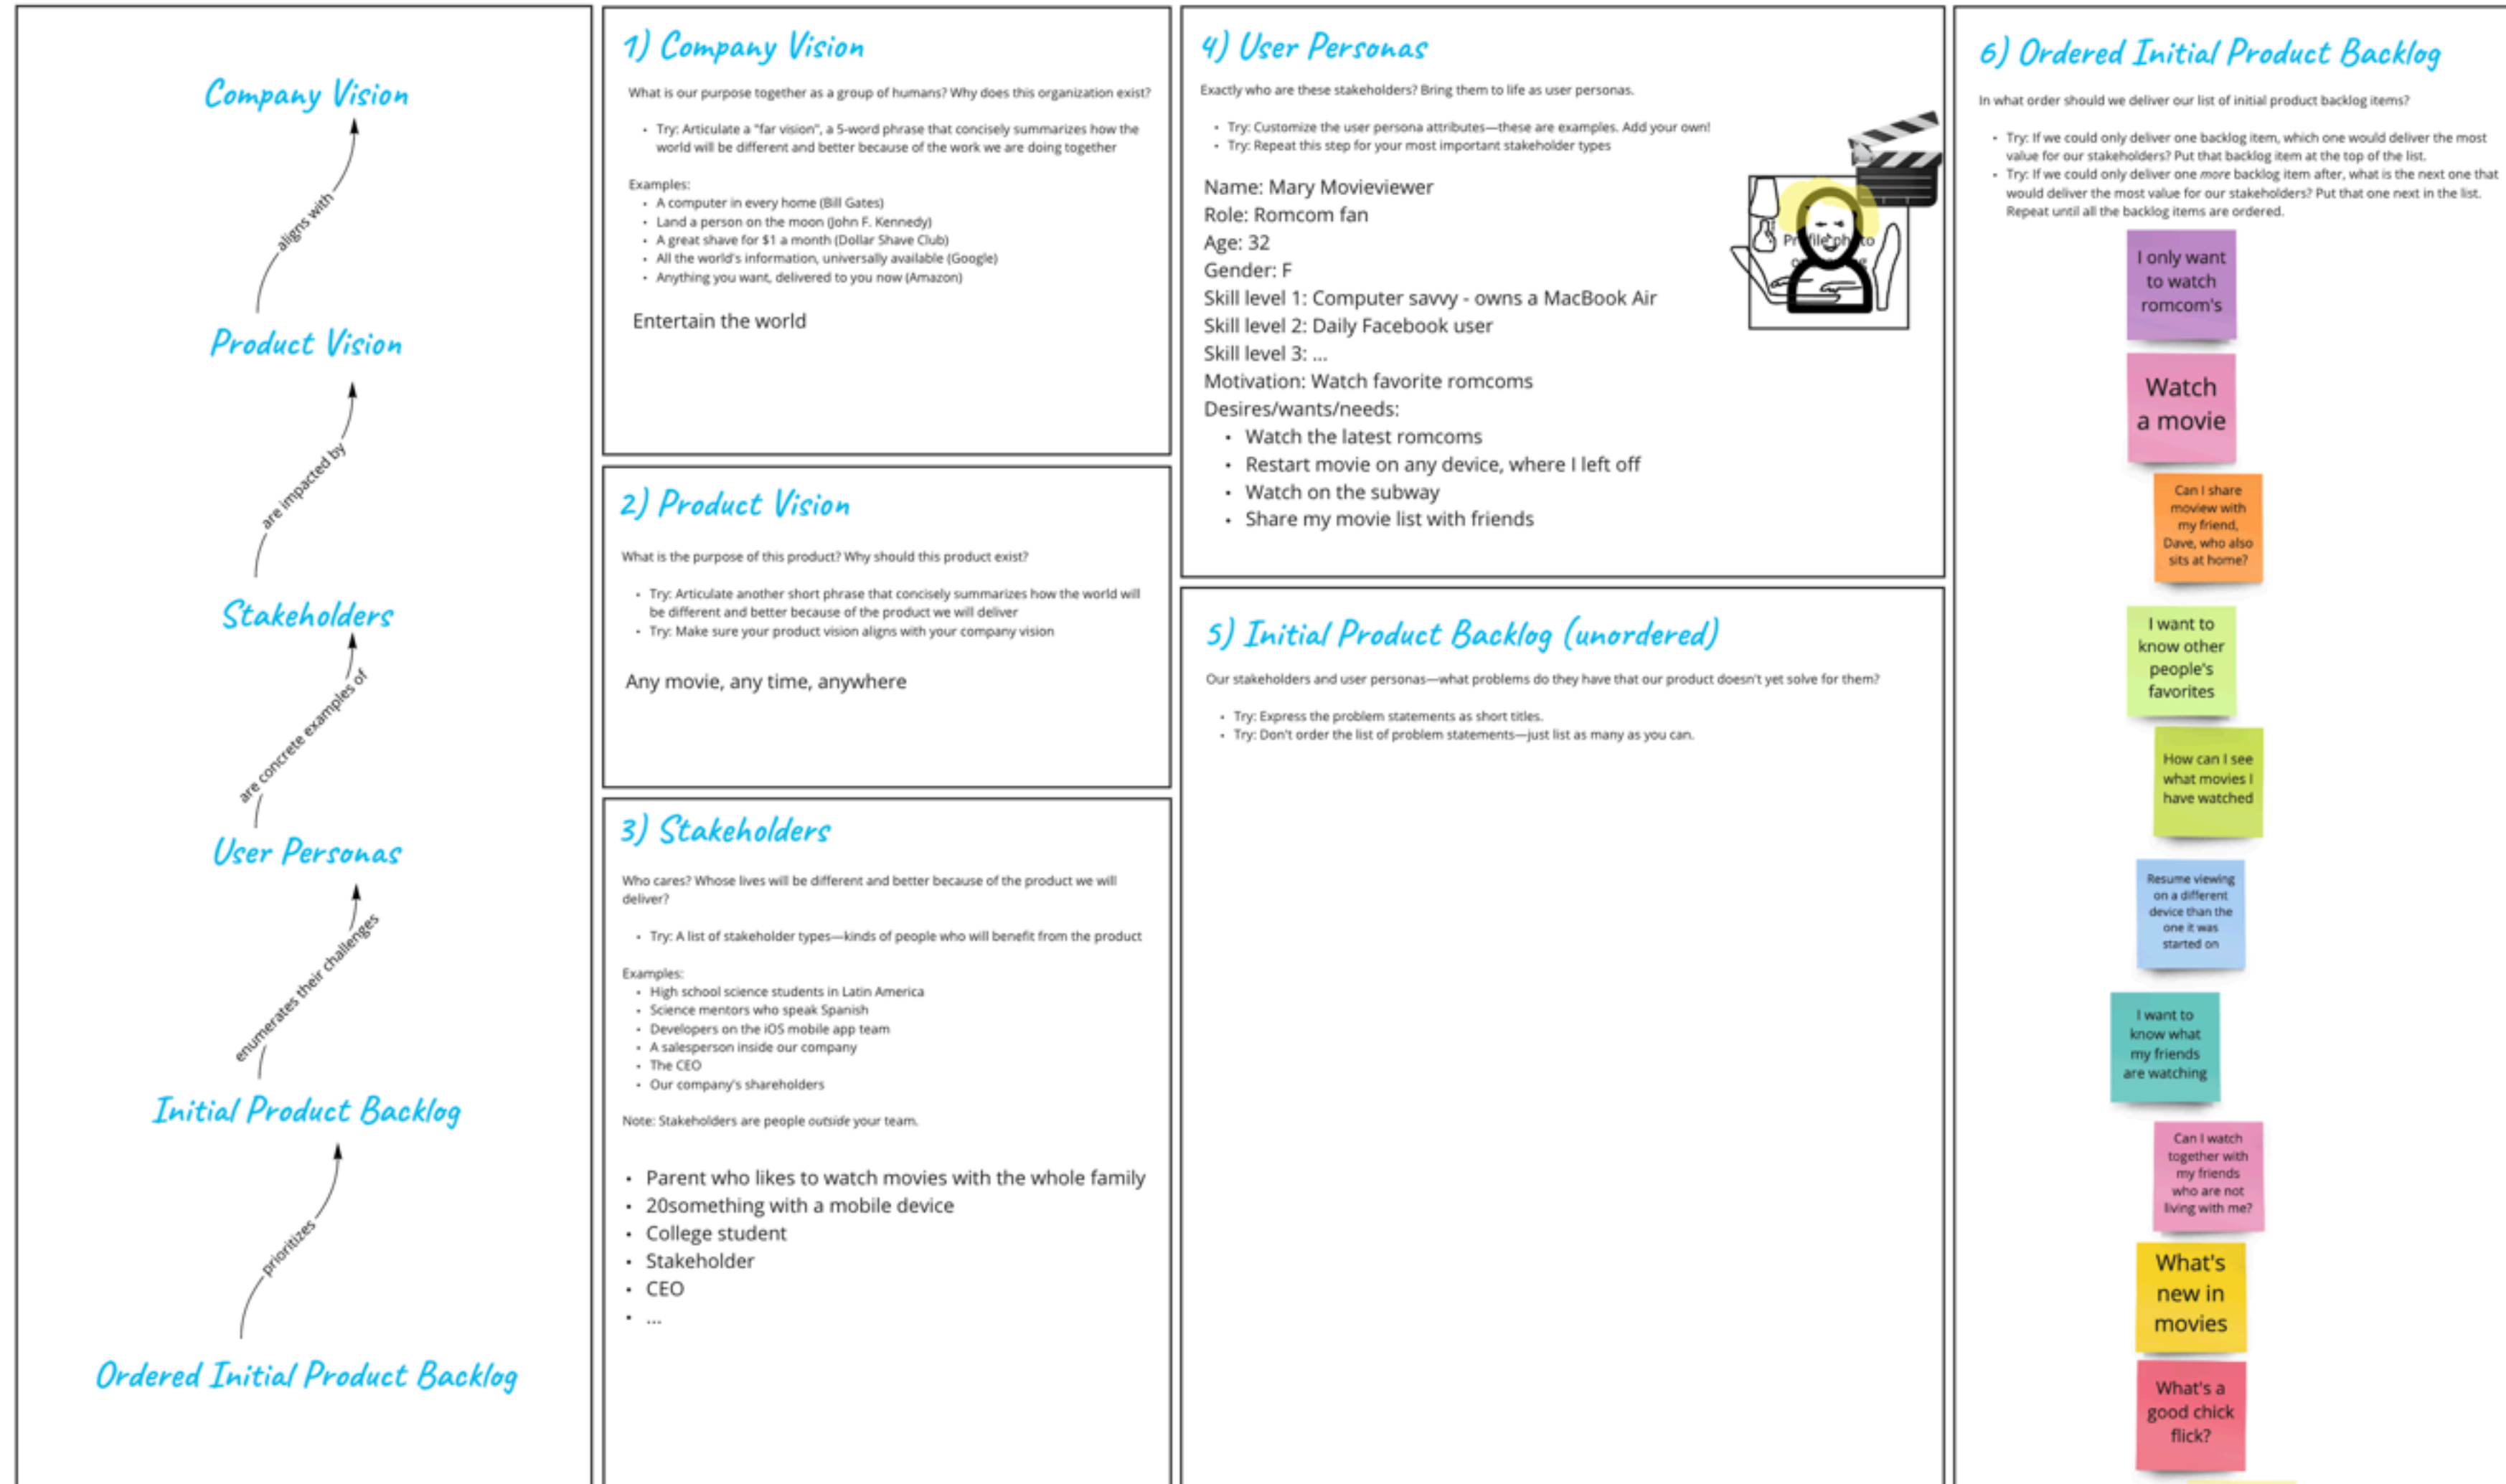 Company Vision
aligns with
Product Vision
are impacted by
Stakeholders
are concrete examples of
User Personas
enumerates their challenges
Initial Product Backlog
prioritizes
Ordered Initial Product Backlog
1) Company Vision
What is our purpose together as a group of humans? Why does this organization exist?
• Try: Articulate a "far vision", a 5-word phrase that concisely summarizes how the
world will be different and better because of the work we are doing together
Examples:
• A computer in every home (Bill Gates)
• Land a person on the moon (John F. Kennedy)
• A great shave for $1 a month (Dollar Shave Club)
• All the world's information, universally available (Google)
• Anything you want, delivered to you now (Amazon)
Entertain the world
2) Product Vision
What is the purpose of this product? Why should this product exist?
• Try: Articulate another short phrase that concisely summarizes how the world will
be different and better because of the product we will deliver
• Try: Make sure your product vision aligns with your company vision
Any movie, any time, anywhere
3) Stakeholders
Who cares? Whose lives will be different and better because of the product we will
deliver?
• Try: A list of stakeholder types—kinds of people who will benefit from the product
Examples:
• High school science students in Latin America
• Science mentors who speak Spanish
• Developers on the iOS mobile app team
• A salesperson inside our company
• The CEO
• Our company's shareholders
Note: Stakeholders are people outside your team.
• Parent who likes to watch movies with the whole family
• 20something with a mobile device
• College student
• Stakeholder
• CEO
• ...
4) User Personas
Exactly who are these stakeholders? Bring them to life as user personas.
• Try: Customize the user persona attributes—these are examples. Add your own!
• Try: Repeat this step for your most important stakeholder types
Name: Mary Movieviewer
Role: Romcom fan
Age: 32
Gender: F
Skill level 1: Computer savvy - owns a MacBook Air
Skill level 2: Daily Facebook user
Skill level 3: ...
Motivation: Watch favorite romcoms
Desires/wants/needs:
• Watch the latest romcoms
• Restart movie on any device, where I left off
• Watch on the subway
• Share my movie list with friends
Profile photo
5) Initial Product Backlog (unordered)
Our stakeholders and user personas—what problems do they have that our product doesn't yet solve for them?
• Try: Express the problem statements as short titles.
• Try: Don't order the list of problem statements—just list as many as you can.
6) Ordered Initial Product Backlog
In what order should we deliver our list of initial product backlog items?
• Try: If we could only deliver one backlog item, which one would deliver the most
value for our stakeholders? Put that backlog item at the top of the list.
• Try: If we could only deliver one more backlog item after, what is the next one that
would deliver the most value for our stakeholders? Put that one next in the list.
Repeat until all the backlog items are ordered.
I only want
to watch
romcom's
Watch
a movie
Can I share
moview with
my friend,
Dave, who also
sits at home?
I want to
know other
people's
favorites
How can I see
what movies I
have watched
Resume viewing
on a different
device than the
one it was
started on
I want to
know what
my friends
are watching
Can I watch
together with
my friends
who are not
living with me?
What's
new in
movies
What's a
good chick
flick?